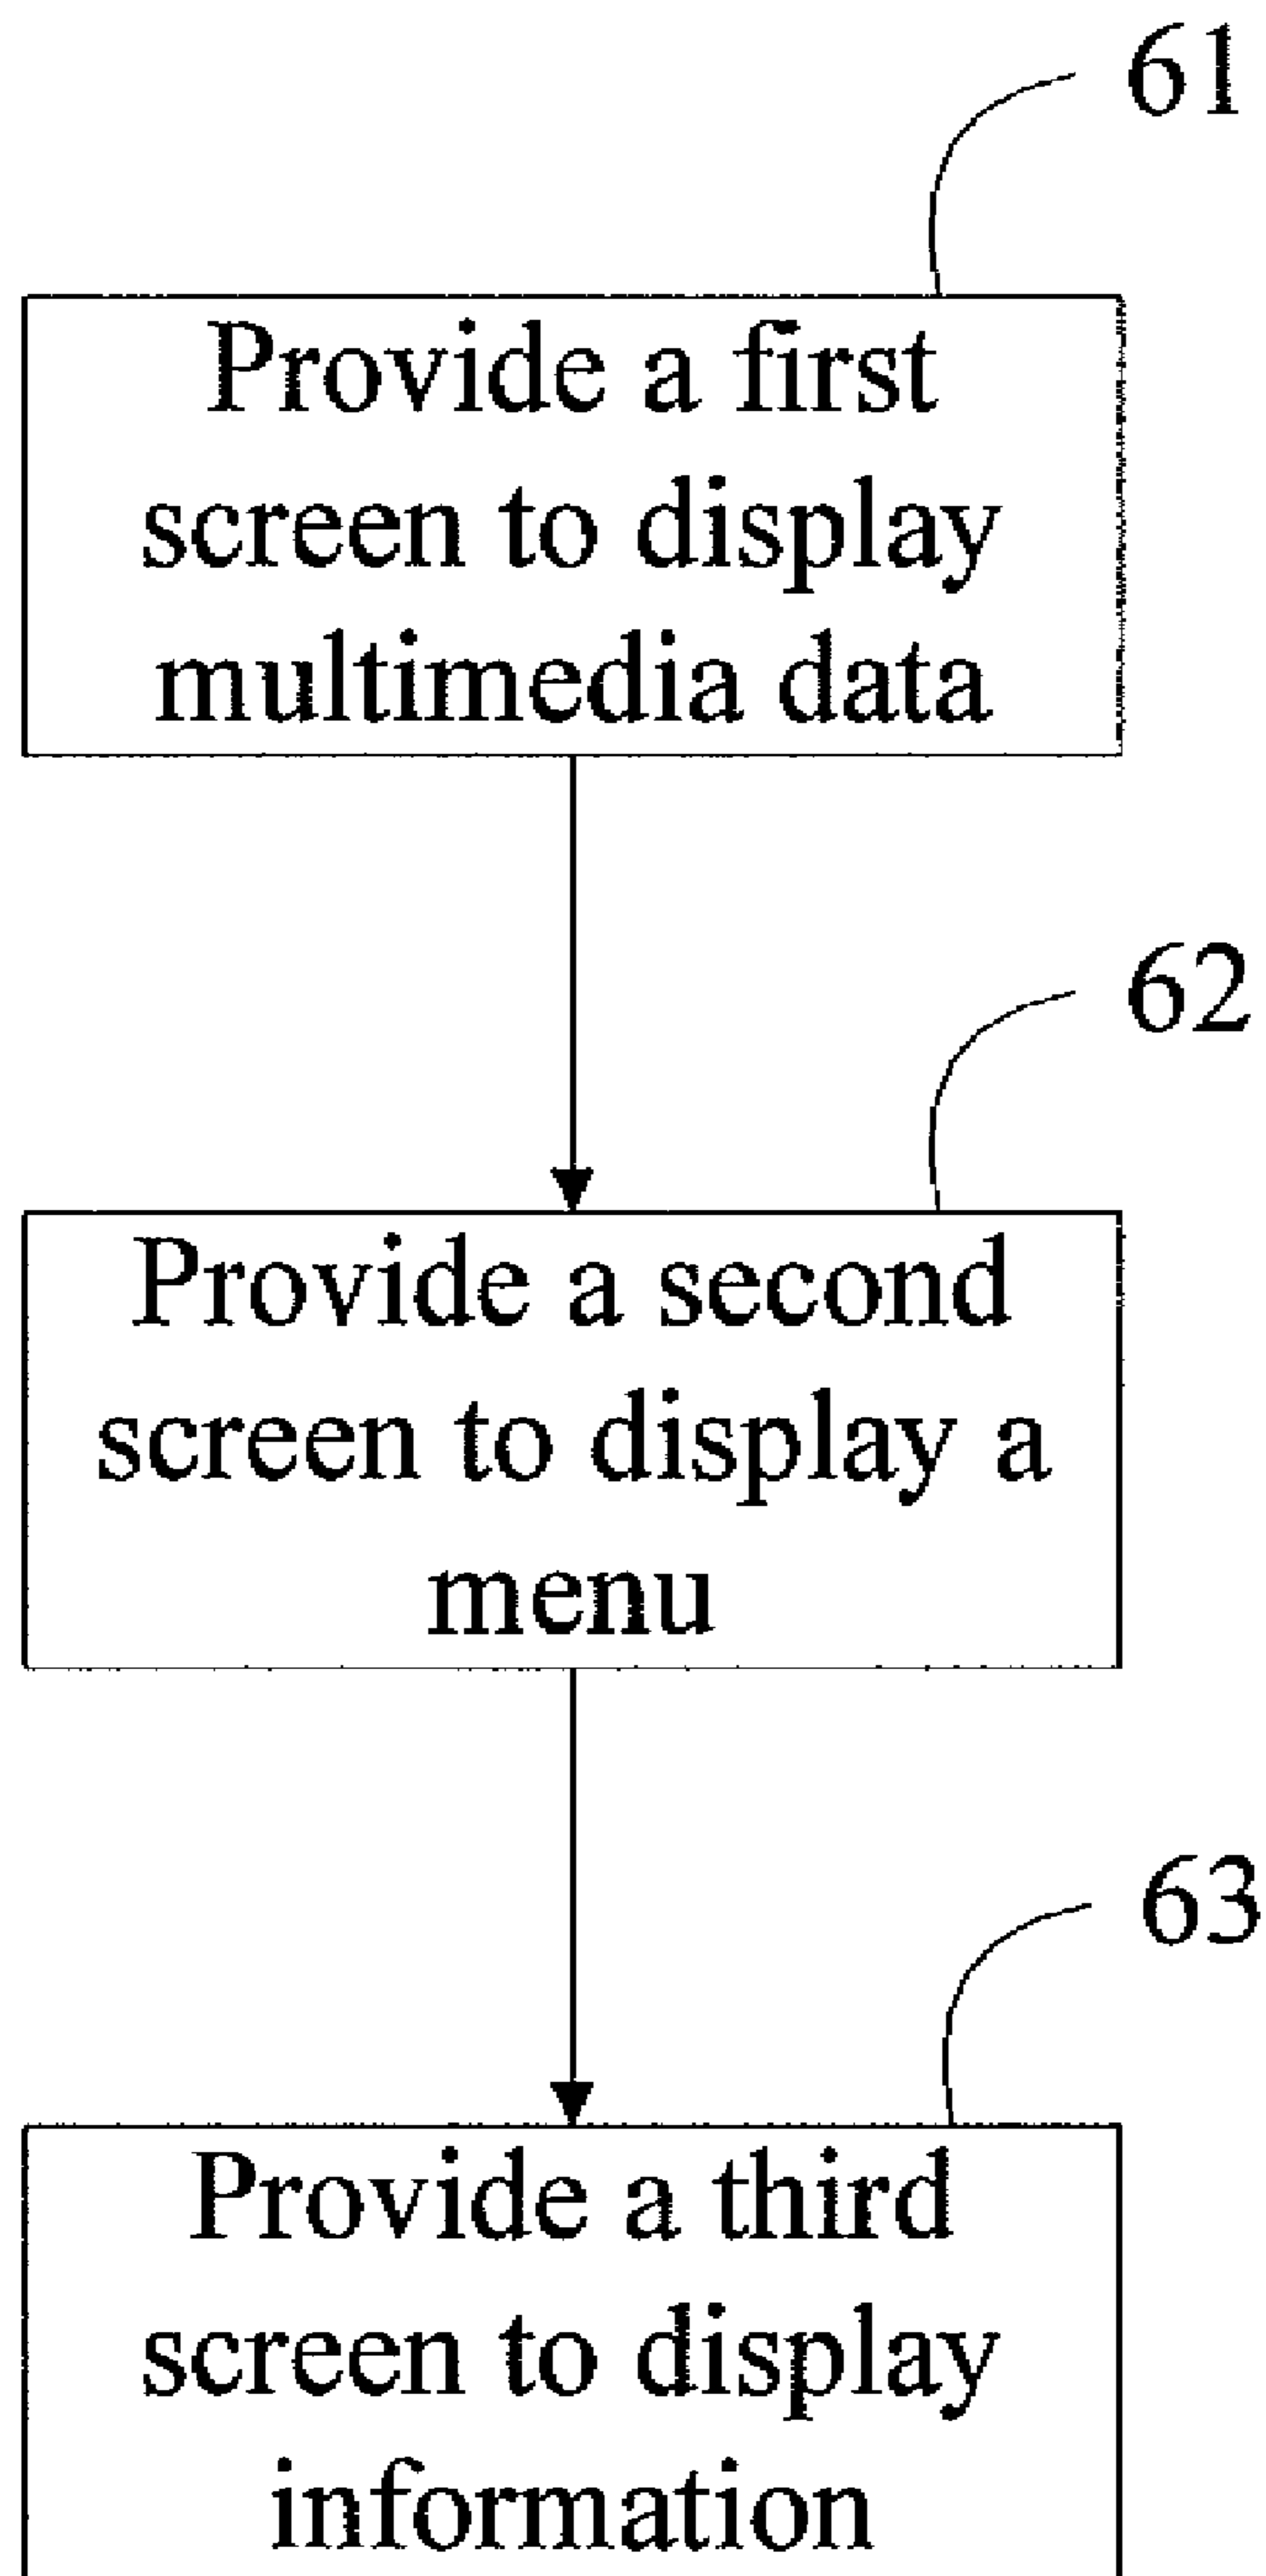 61
Provide a first
screen to display
multimedia data
62
Provide a second
screen to display a
menu
63
Provide a third
screen to display
information